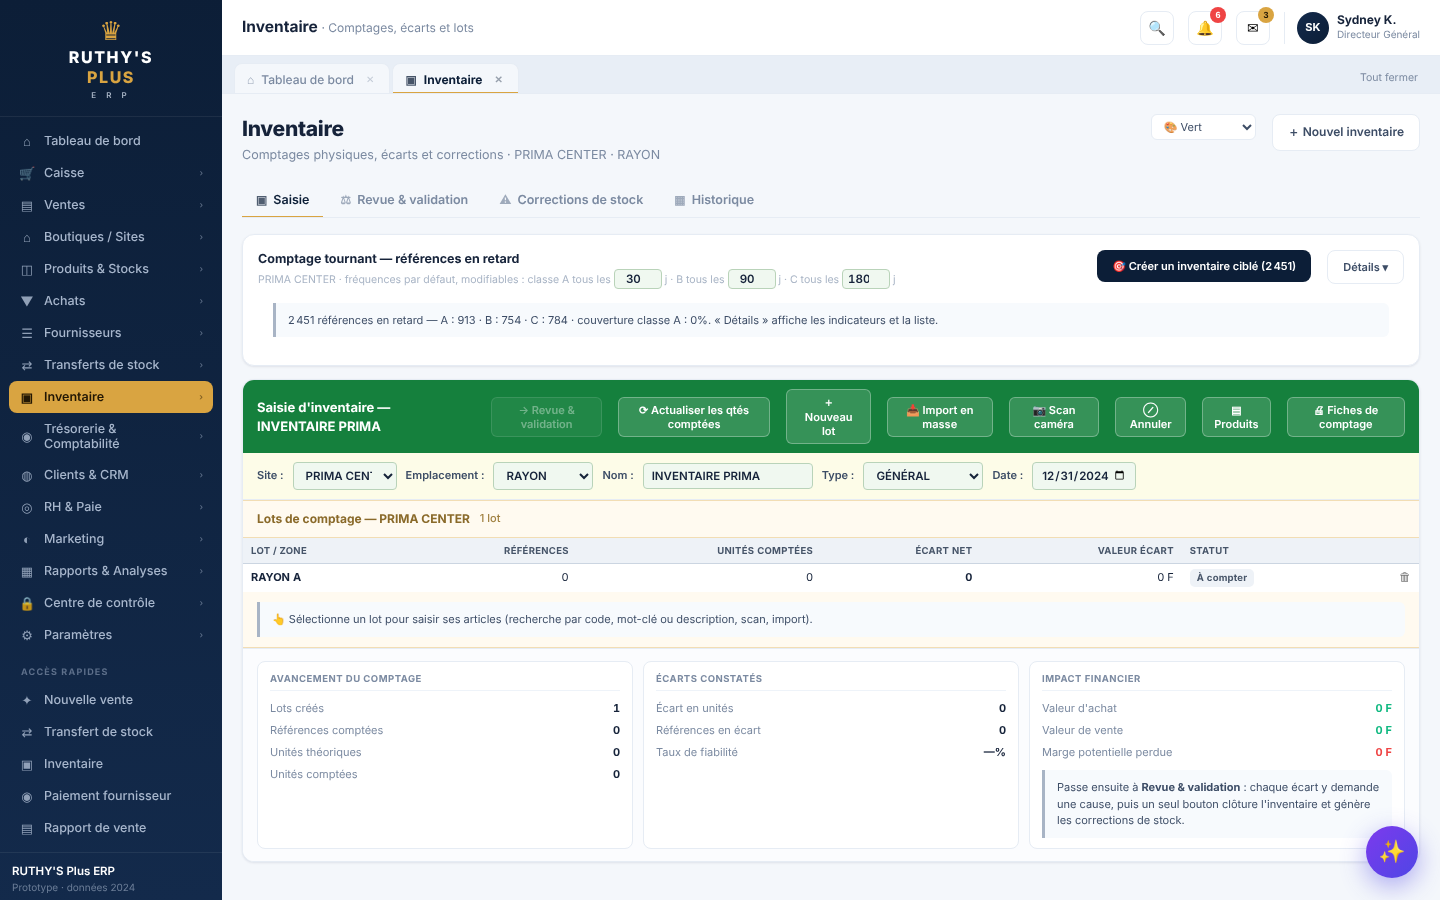 RUTHY'S
PLUS
E R P
Tableau de bord
Caisse
Ventes
Boutiques / Sites
Produits & Stocks
Achats
Fournisseurs
Transferts de stock
Inventaire
Trésorerie &
Comptabilité
Clients & CRM
RH & Paie
Marketing
Rapports & Analyses
Centre de contrôle
Paramètres
ACCÈS RAPIDES
Nouvelle vente
Transfert de stock
Inventaire
Paiement fournisseur
Rapport de vente
RUTHY'S Plus ERP
Prototype · données 2024
Inventaire · Comptages, écarts et lots
6
3
SK
Sydney K.
Directeur Général
Tableau de bord ×
Inventaire ×
Tout fermer
Inventaire
Comptages physiques, écarts et corrections · PRIMA CENTER · RAYON
Vert
+ Nouvel inventaire
Saisie
Revue & validation
Corrections de stock
Historique
Comptage tournant — références en retard
PRIMA CENTER · fréquences par défaut, modifiables : classe A tous les 30 j · B tous les 90 j · C tous les 180 j
🎯 Créer un inventaire ciblé (2 451)
Détails ▾
2 451 références en retard — A : 913 · B : 754 · C : 784 · couverture classe A : 0%. « Détails » affiche les indicateurs et la liste.
Saisie d'inventaire —
INVENTAIRE PRIMA
→ Revue &
validation
⟳ Actualiser les qtés
comptées
+
Nouveau
lot
📥 Import en
masse
📷 Scan
caméra
Annuler
Produits
Fiches de
comptage
Site : PRIMA CENT Emplacement : RAYON Nom : INVENTAIRE PRIMA Type : GÉNÉRAL Date : 12/31/2024
Lots de comptage — PRIMA CENTER 1 lot
LOT / ZONE RÉFÉRENCES UNITÉS COMPTÉES ÉCART NET VALEUR ÉCART STATUT
RAYON A 0 0 0 0 F À compter
👆 Sélectionne un lot pour saisir ses articles (recherche par code, mot-clé ou description, scan, import).
AVANCEMENT DU COMPTAGE
Lots créés 1
Références comptées 0
Unités théoriques 0
Unités comptées 0
ÉCARTS CONSTATÉS
Écart en unités 0
Références en écart 0
Taux de fiabilité —%
IMPACT FINANCIER
Valeur d'achat 0 F
Valeur de vente 0 F
Marge potentielle perdue 0 F
Passe ensuite à Revue & validation : chaque écart y demande
une cause, puis un seul bouton clôture l'inventaire et génère
les corrections de stock.